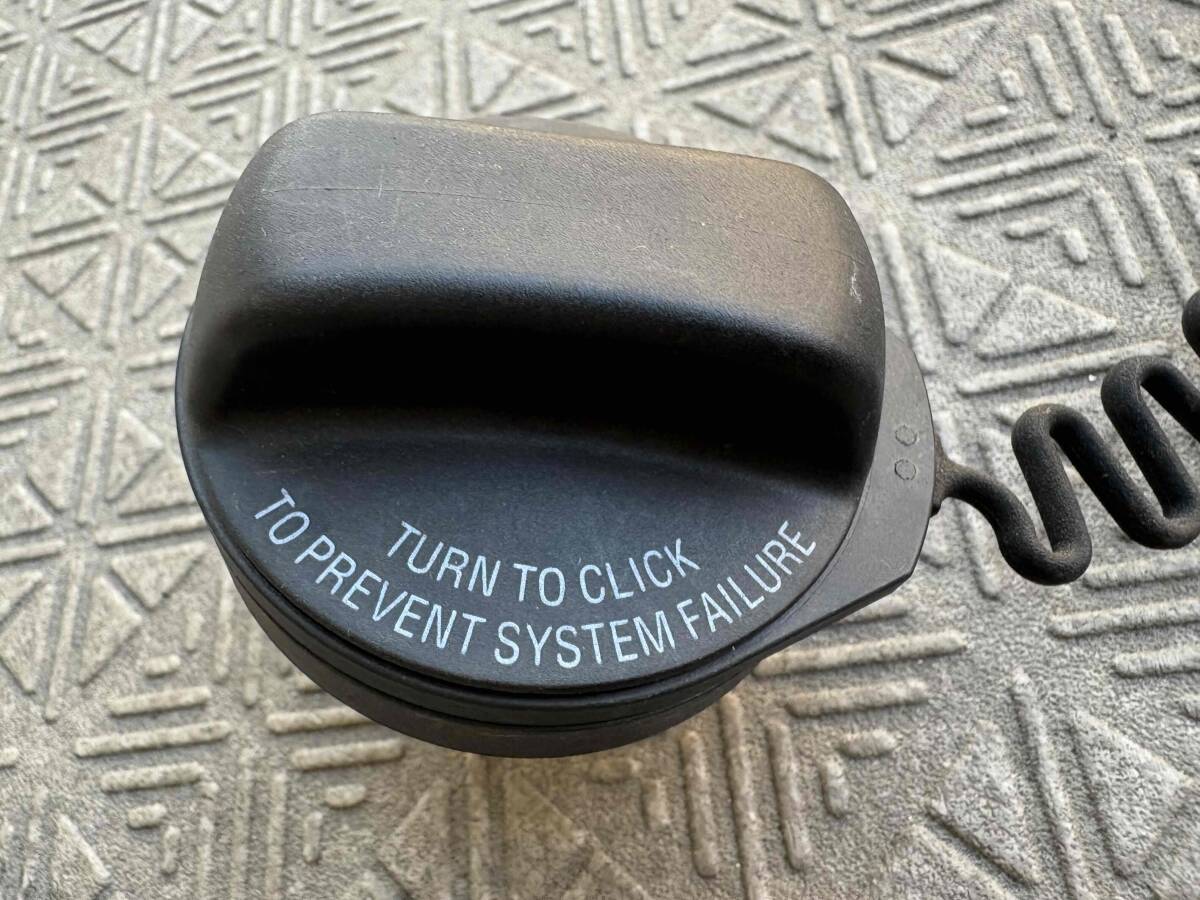 TURN TO CLICK
TO PREVENT SYSTEM FAILURE